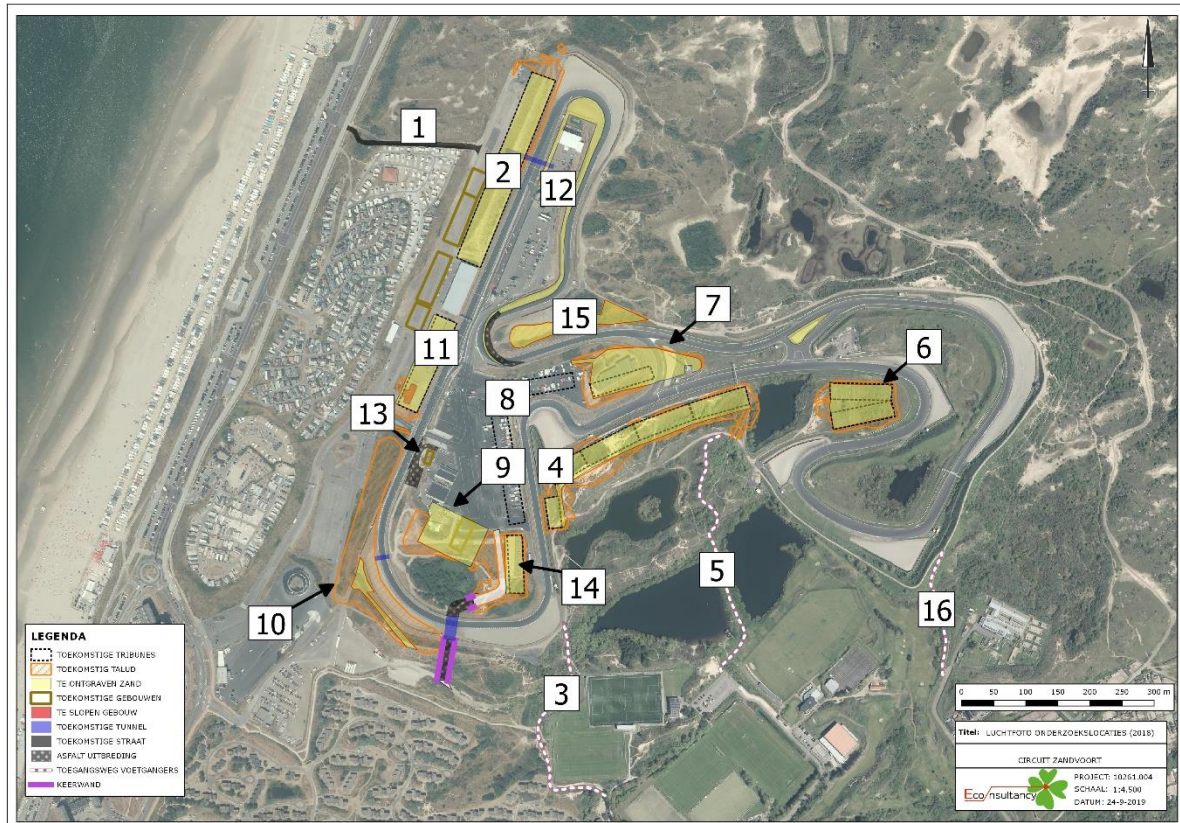 1
2
12
15
7
6
11
8
13
9
4
5
14
10
16
3
LEGENDA
TOEKOMSTIGE TRIBUNES
TOEKOMSTIG TALUD
TE ONTGRAVEN ZAND
TOEKOMSTIGE GEBOUWEN
TE SLOPEN GEBOUW
TOEKOMSTIGE TUNNEL
TOEKOMSTIGE STRAAT
ASFALT UITBREDING
TOEGANGSWEG VOETGANGERS
KEERWAND
0 50 100 150 200 250 300 m
Titel: LUCHTFOTO ONDERZOEKSLOCATIES (2018)
CIRCUIT ZANDVOORT
Econsultancy
PROJECT: 10261.004
SCHAAL: 1:4.500
DATUM: 24-9-2019